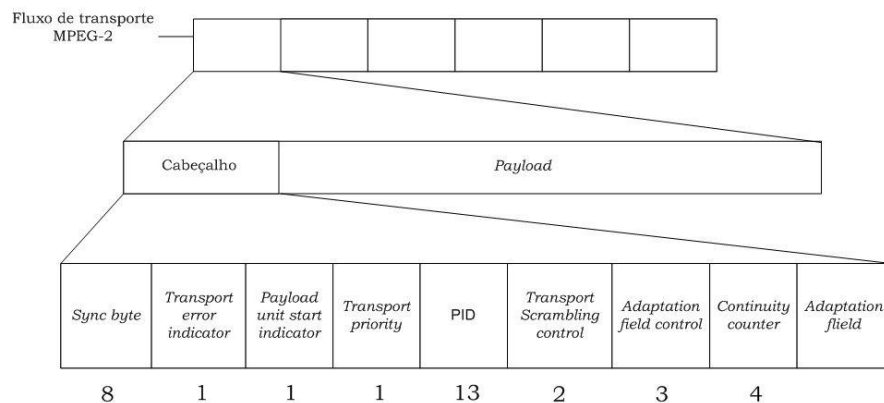 Fluxo de transporte
MPEG-2
Cabeçalho
Payload
Sync byte
Transport
error
indicator
Payload
unit start
indicator
Transport
priority
PID
Transport
Scrambling
control
Adaptation
field control
Continuity
counter
Adaptation
flield
8
1
1
1
13
2
3
4